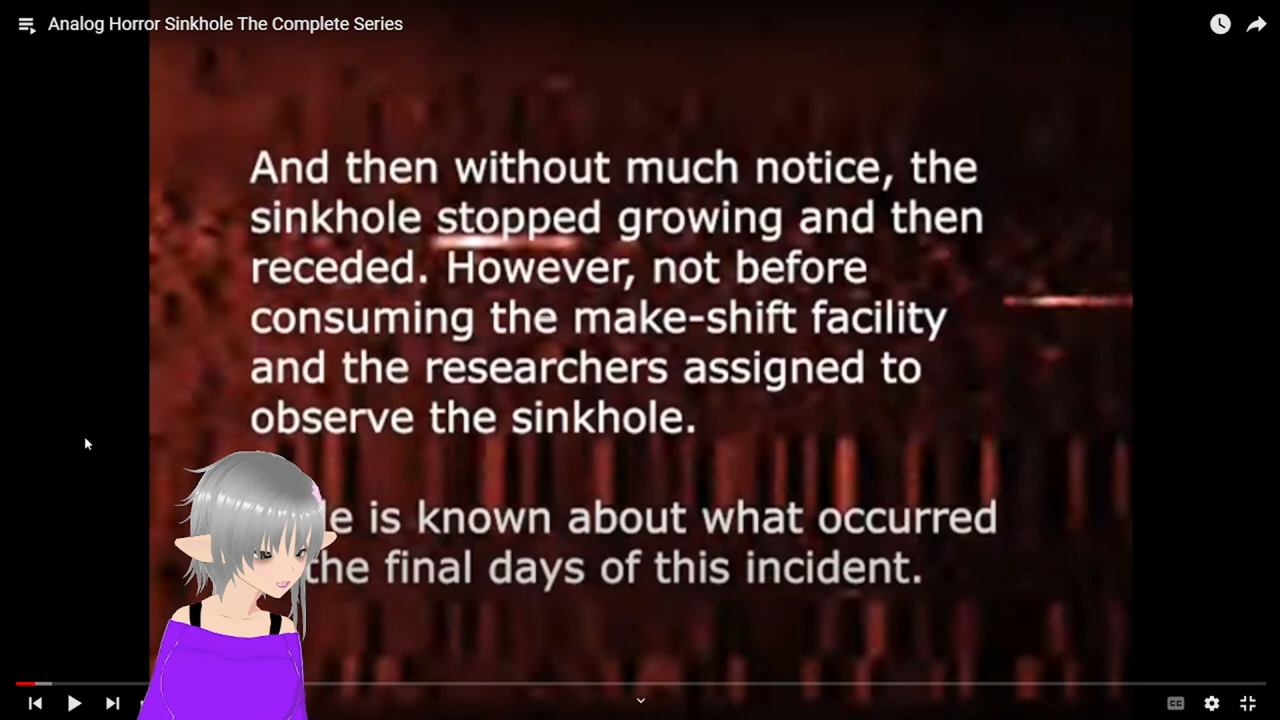 Analog Horror Sinkhole The Complete Series
And then without much notice, the
sinkhole stopped growing and then
receded. However, not before
consuming the make-shift facility
and the researchers assigned to
observe the sinkhole.
is known about what occurred
the final days of this incident.
CC